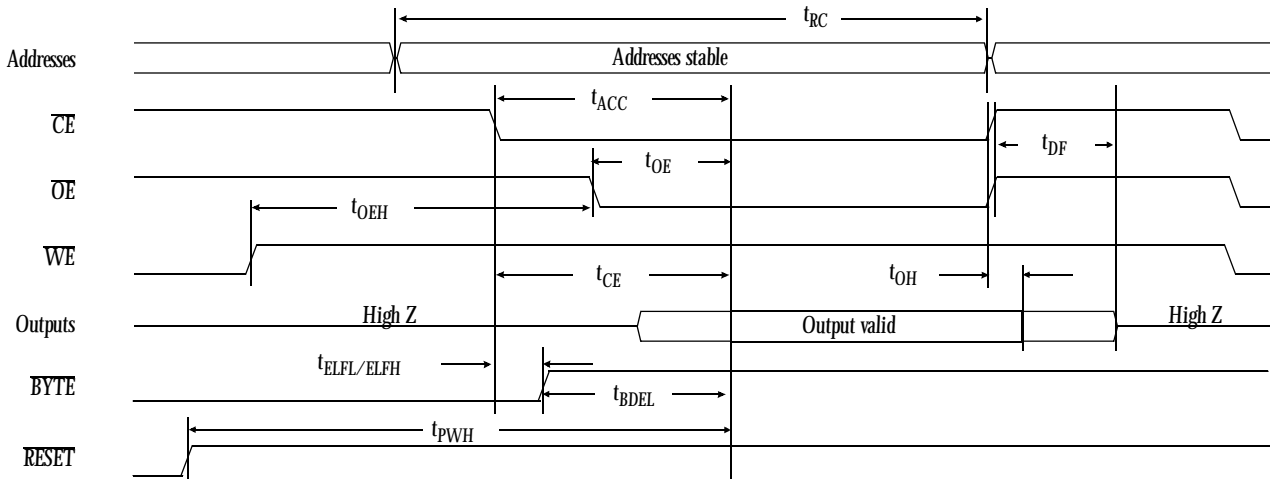 tRC
Addresses Addresses stable
tACC
CE
tOE tDF
OE
tOEH
WE
tCE tOH
Outputs High Z Output valid High Z
tELFL/ELFH
BYTE tBDEL
tPWH
RESET